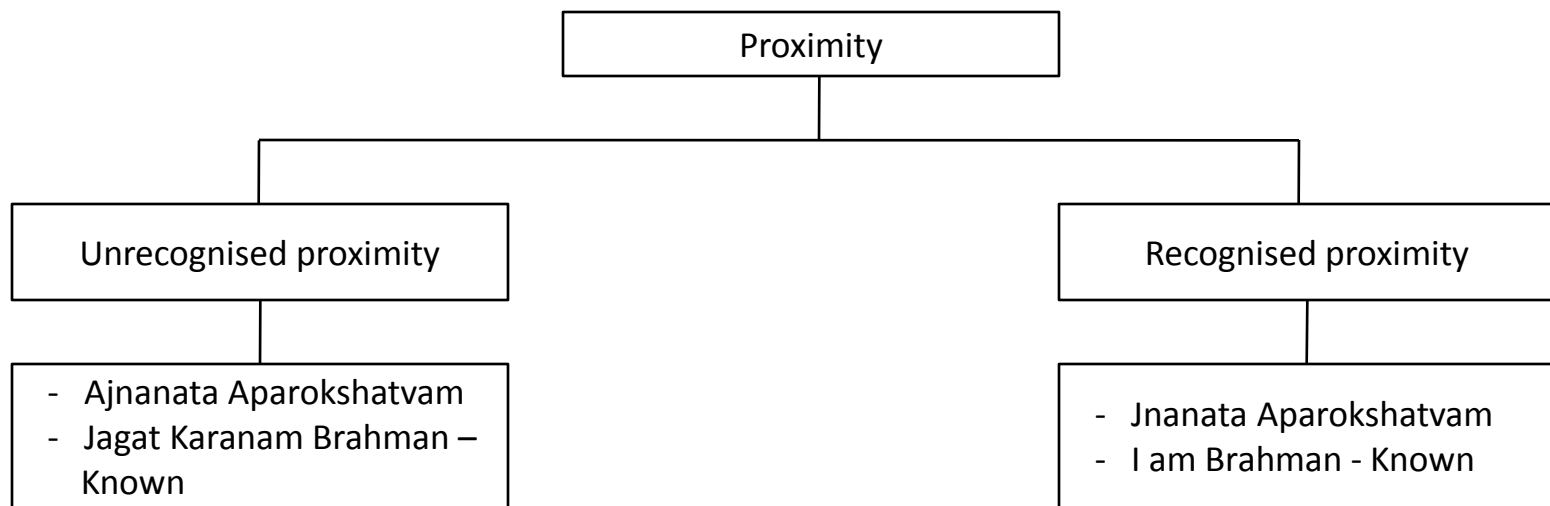 Proximity
Unrecognised proximity
Recognised proximity
- Ajnanata Aparokshatvam
- Jagat Karanam Brahman –
Known
- Jnanata Aparokshatvam
- I am Brahman - Known